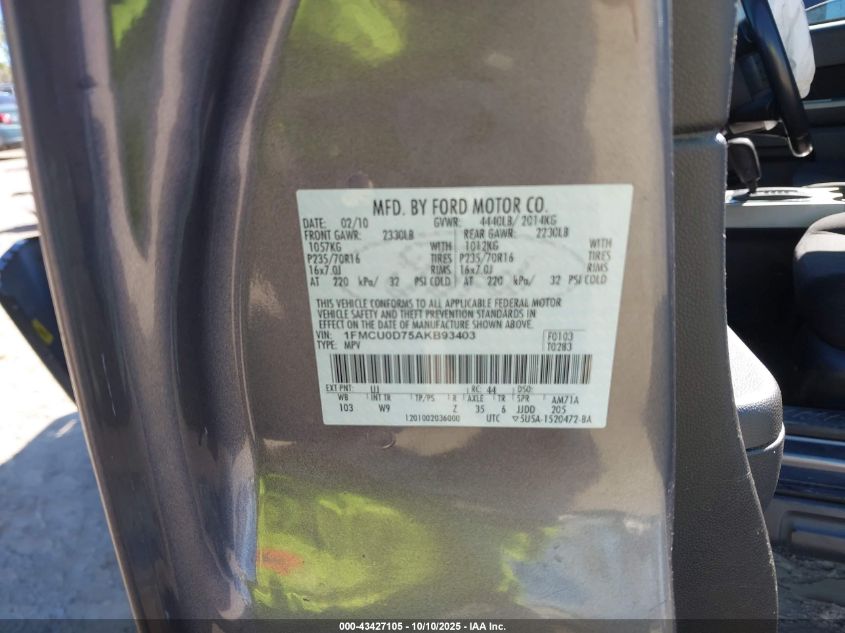 MFD. BY FORD MOTOR CO.
DATE: 02/10 GVWR: 4440LB/ 2014KG
FRONT GAWR: 2330LB REAR GAWR: 2230LB
1057KG WITH 1012KG WITH
P235/70R16 TIRES P235/70R16 TIRES
16x7.0J RIMS 16x7.0J RIMS
AT 220 kPa/ 32 PSI COLD AT 220 kPa/ 32 PSI COLD
THIS VEHICLE CONFORMS TO ALL APPLICABLE FEDERAL MOTOR
VEHICLE SAFETY AND THEFT PREVENTION STANDARDS IN
EFFECT ON THE DATE OF MANUFACTURE SHOWN ABOVE.
VIN: 1FMCU0D75AKB93403 F0103
TYPE: MPV T0283
EXT PNT: UJ RC: 44 DSO:
WB INT TR TP/PS R AXLE TR SPR AM71A
103 W9 Z 35 6 JJDD 205
1201002036000 UTC ▽5U5A-1520472-BA
000-43427105 - 10/10/2025 - IAA Inc.